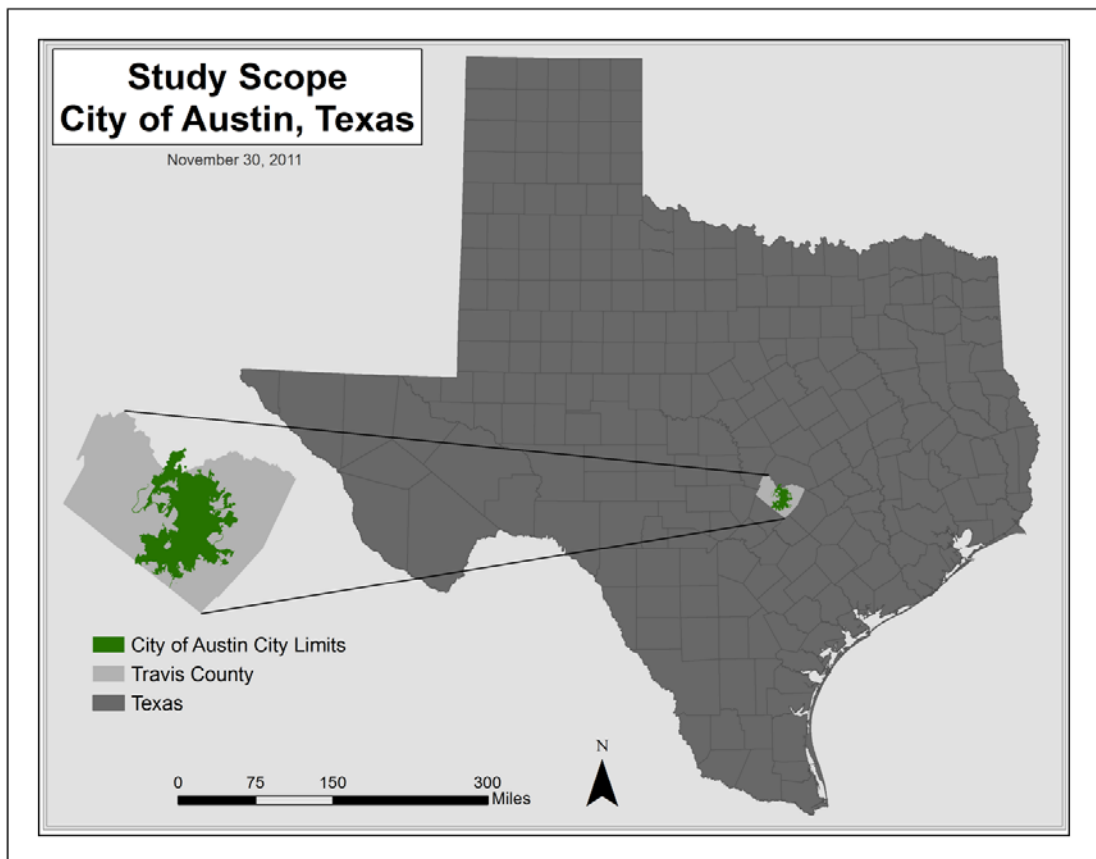 Study Scope
City of Austin, Texas
November 30, 2011
City of Austin City Limits
Travis County
Texas
0 75 150 300
Miles
N